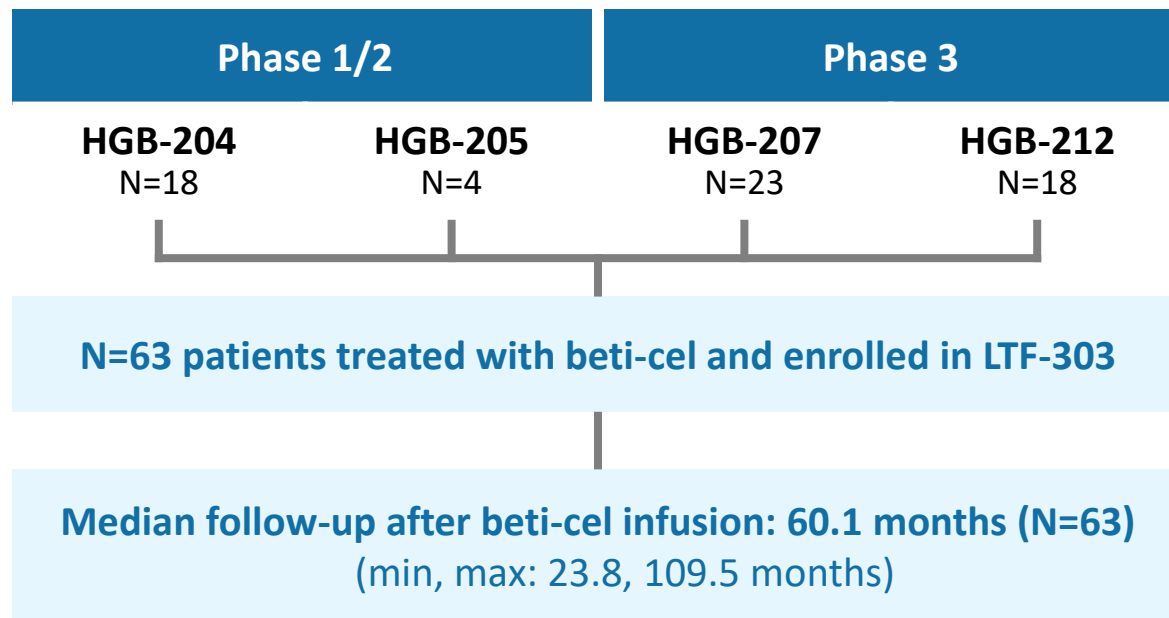 Phase 1/2
Phase 3
HGB-204
N=18
HGB-205
N=4
HGB-207
N=23
HGB-212
N=18
N=63 patients treated with beti-cel and enrolled in LTF-303
Median follow-up after beti-cel infusion: 60.1 months (N=63)
(min, max: 23.8, 109.5 months)